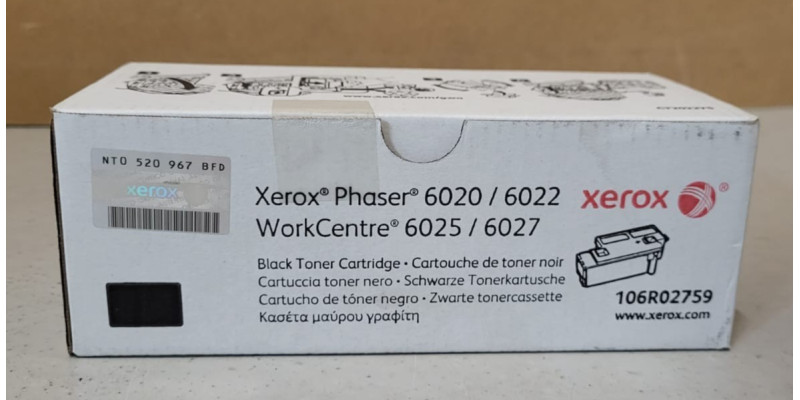 NT0 520 967 BFD
xerox
Xerox® Phaser® 6020 / 6022
WorkCentre® 6025 / 6027
Black Toner Cartridge • Cartouche de toner noir
Cartuccia toner nero • Schwarze Tonerkartusche
Cartucho de tóner negro • Zwarte tonercassette
Κασέτα μαύρου γραφίτη
xerox ®
106R02759
www.xerox.com